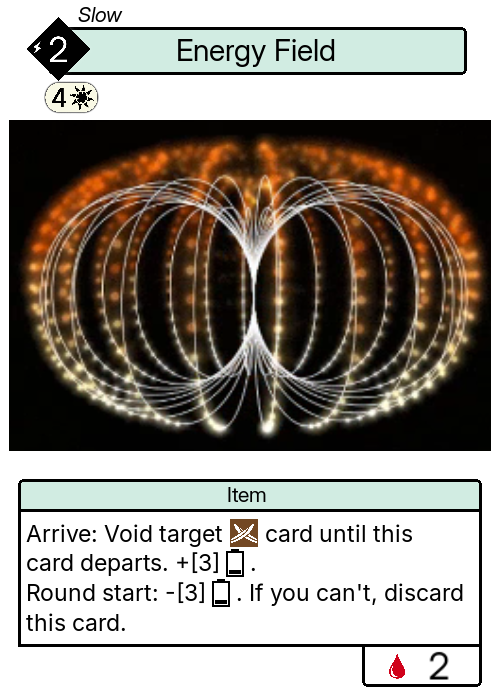 Slow
2
Energy Field
4
Item
Arrive: Void target card until this
card departs. +[3] .
Round start: -[3] . If you can't, discard
this card.
2